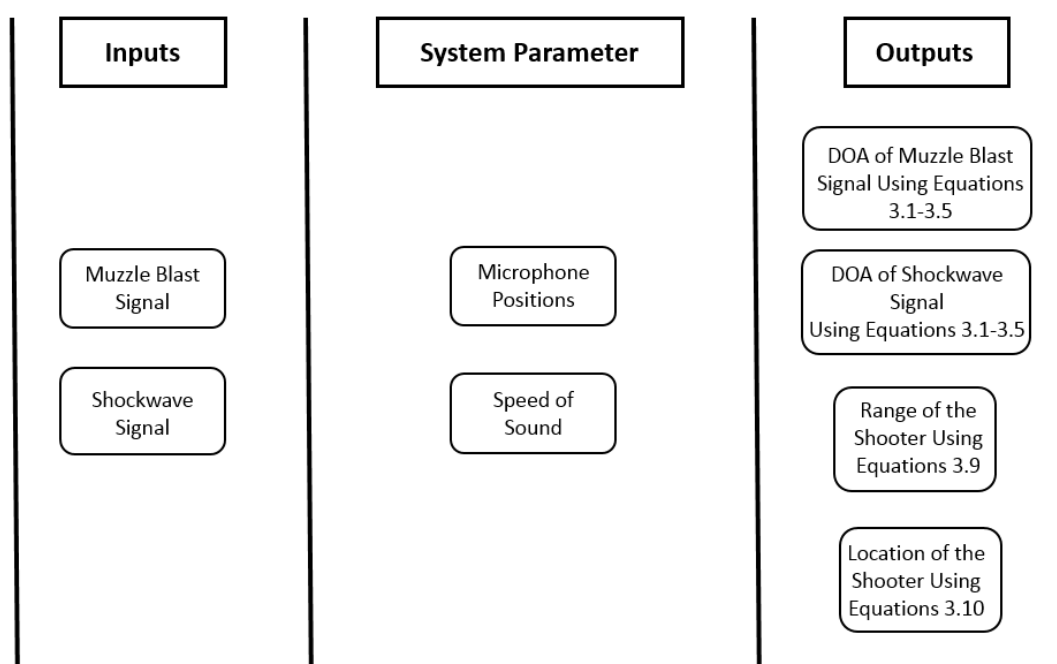 Inputs
System Parameter
Outputs
Muzzle Blast
Signal
Shockwave
Signal
Microphone
Positions
Speed of
Sound
DOA of Muzzle Blast
Signal Using Equations
3.1-3.5
DOA of Shockwave
Signal
Using Equations 3.1-3.5
Range of the
Shooter Using
Equations 3.9
Location of the
Shooter Using
Equations 3.10